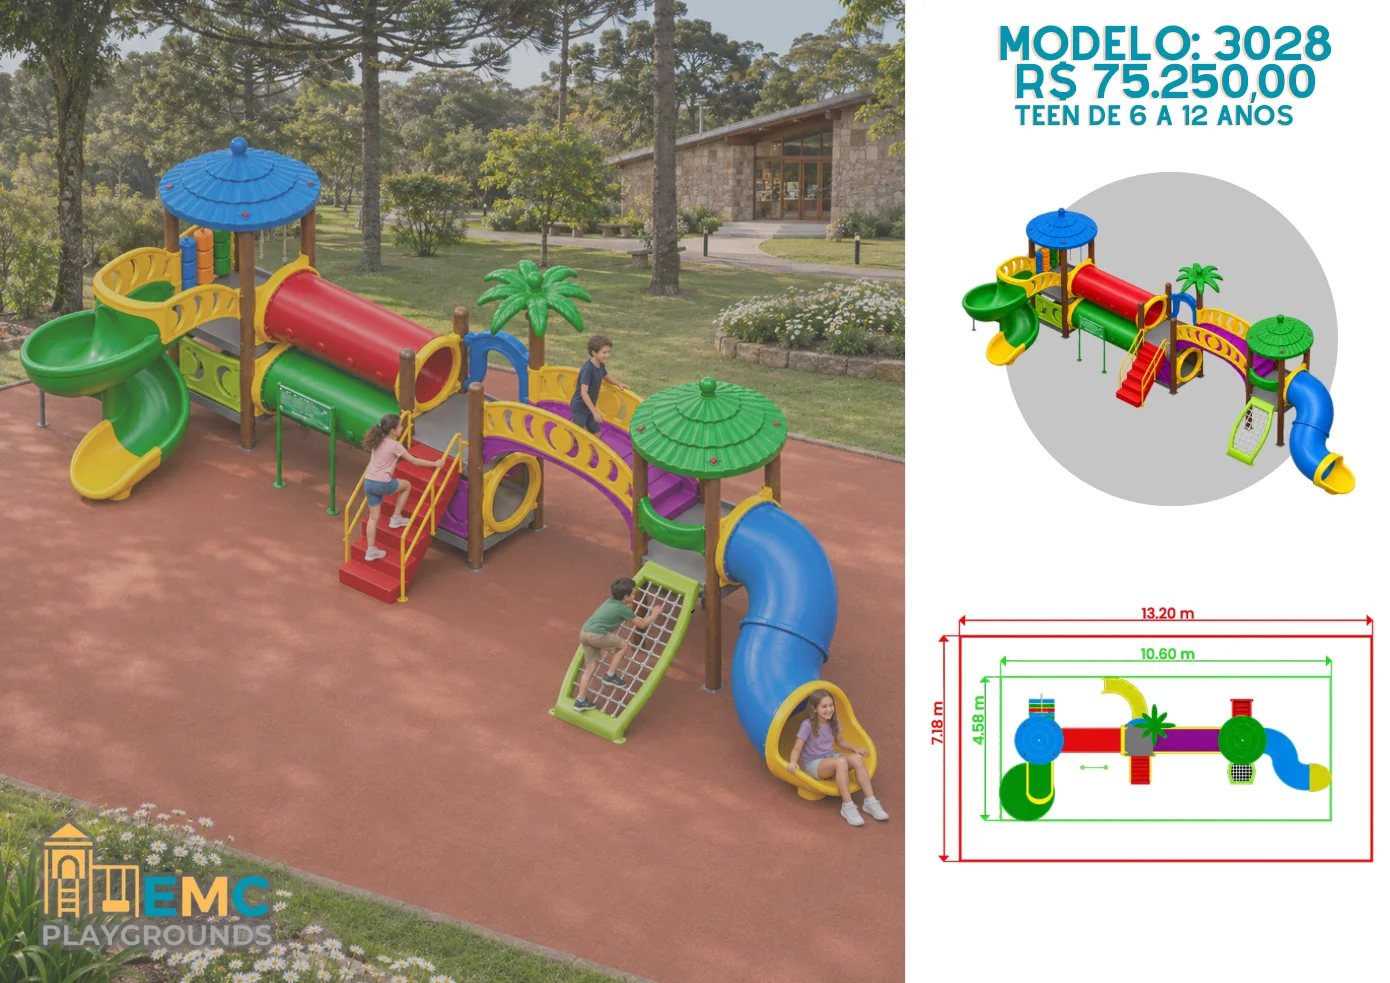 MODELO: 3028
R$ 75.250,00
TEEN DE 6 A 12 ANOS
13.20 m
10.60 m
7.18 m
4.58 m
EMC
PLAYGROUNDS